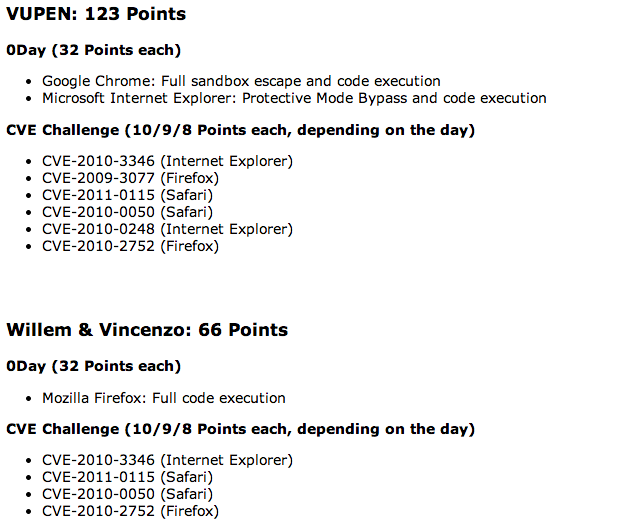 VUPEN: 123 Points
0Day (32 Points each)
• Google Chrome: Full sandbox escape and code execution
• Microsoft Internet Explorer: Protective Mode Bypass and code execution
CVE Challenge (10/9/8 Points each, depending on the day)
• CVE-2010-3346 (Internet Explorer)
• CVE-2009-3077 (Firefox)
• CVE-2011-0115 (Safari)
• CVE-2010-0050 (Safari)
• CVE-2010-0248 (Internet Explorer)
• CVE-2010-2752 (Firefox)
Willem & Vincenzo: 66 Points
0Day (32 Points each)
• Mozilla Firefox: Full code execution
CVE Challenge (10/9/8 Points each, depending on the day)
• CVE-2010-3346 (Internet Explorer)
• CVE-2011-0115 (Safari)
• CVE-2010-0050 (Safari)
• CVE-2010-2752 (Firefox)